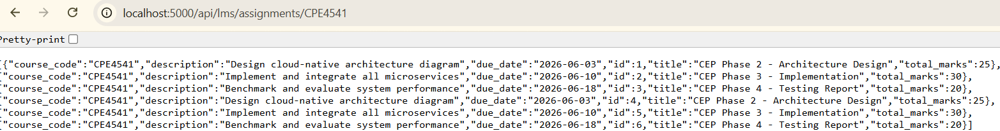 localhost:5000/api/lms/assignments/CPE4541
Pretty-print
[{"course_code":"CPE4541","description":"Design cloud-native architecture diagram","due_date":"2026-06-03","id":1,"title":"CEP Phase 2 - Architecture Design","total_marks":25},
{"course_code":"CPE4541","description":"Implement and integrate all microservices","due_date":"2026-06-10","id":2,"title":"CEP Phase 3 - Implementation","total_marks":30},
{"course_code":"CPE4541","description":"Benchmark and evaluate system performance","due_date":"2026-06-18","id":3,"title":"CEP Phase 4 - Testing Report","total_marks":20},
{"course_code":"CPE4541","description":"Design cloud-native architecture diagram","due_date":"2026-06-03","id":4,"title":"CEP Phase 2 - Architecture Design","total_marks":25},
{"course_code":"CPE4541","description":"Implement and integrate all microservices","due_date":"2026-06-10","id":5,"title":"CEP Phase 3 - Implementation","total_marks":30},
{"course_code":"CPE4541","description":"Benchmark and evaluate system performance","due_date":"2026-06-18","id":6,"title":"CEP Phase 4 - Testing Report","total_marks":20}]